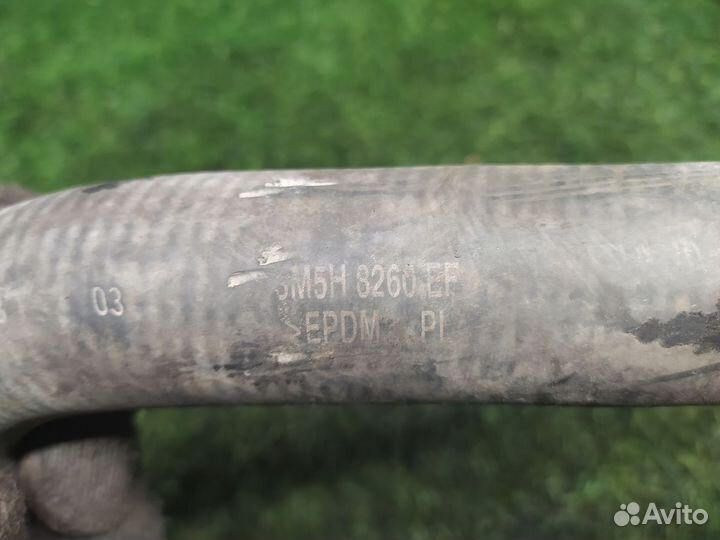 03
3M5H 8260 EF
>EPDM PI
Avito